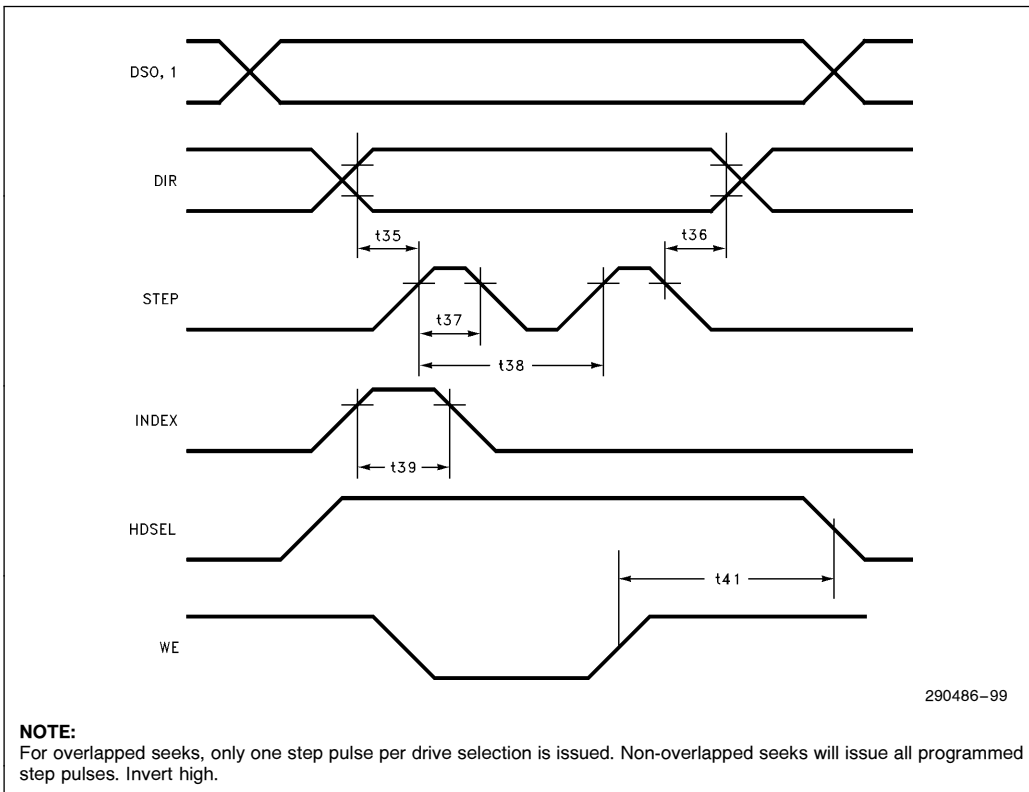 DSO, 1
DIR
t35
t36
STEP
t37
t38
INDEX
t39
HDSEL
t41
WE
290486–99
NOTE:
For overlapped seeks, only one step pulse per drive selection is issued. Non-overlapped seeks will issue all programmed
step pulses. Invert high.